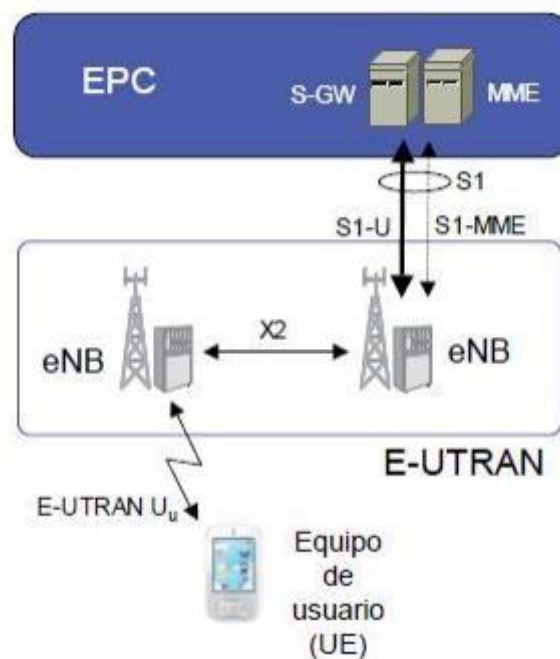 EPC
S-GW
MME
S1
S1-U
S1-MME
eNB
X2
eNB
E-UTRAN
E-UTRAN Uu
Equipo
de
usuario
(UE)